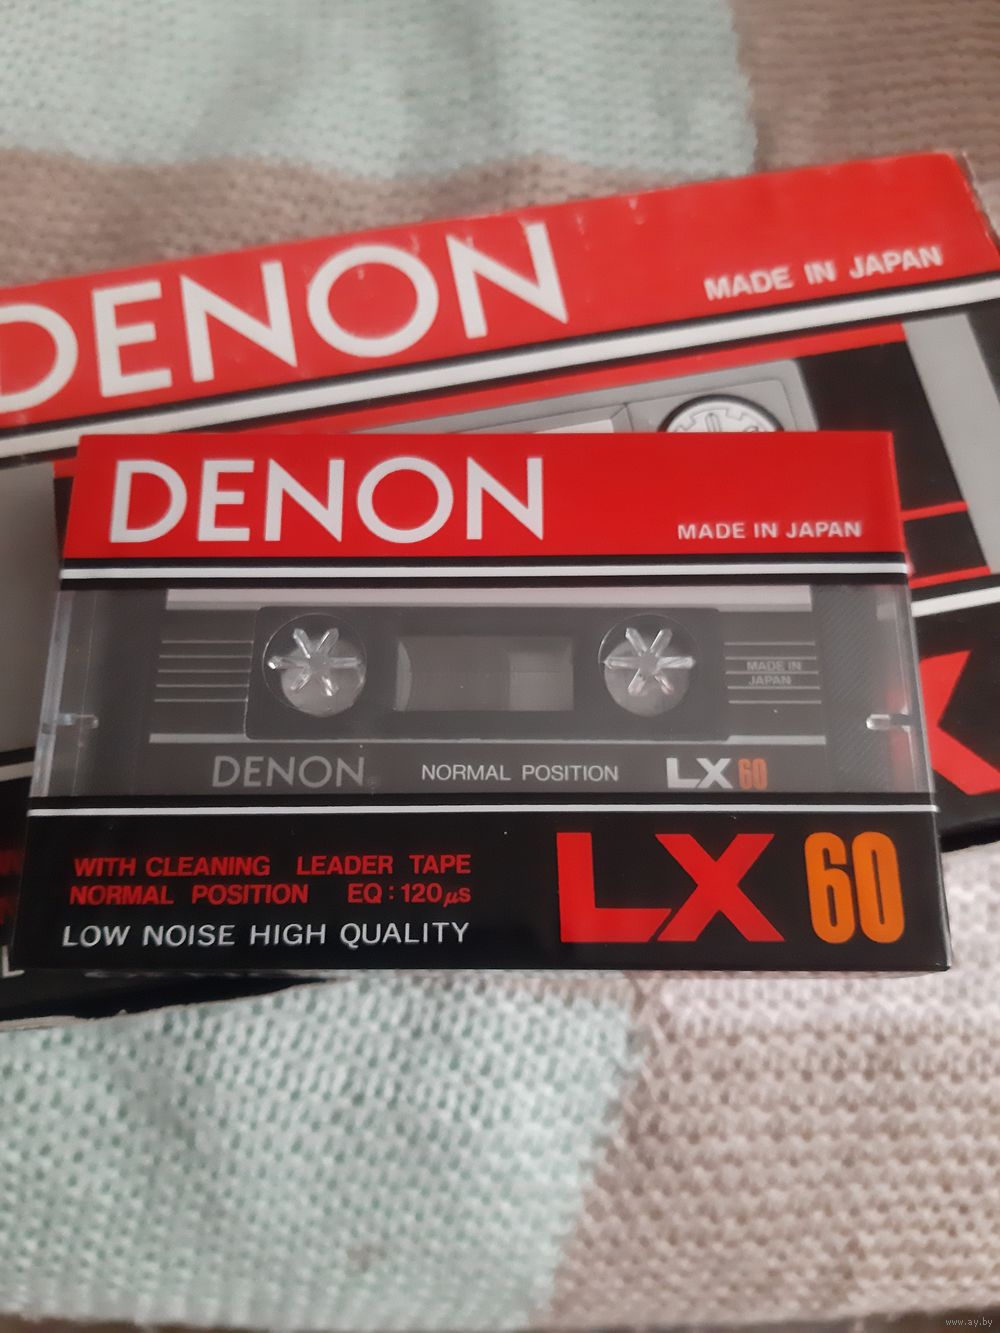 DENON
MADE IN JAPAN
DENON
MADE IN JAPAN
MADE IN
JAPAN
DENON NORMAL POSITION LX 60
WITH CLEANING LEADER TAPE
NORMAL POSITION EQ : 120μs
LOW NOISE HIGH QUALITY
LX 60
www.ay.by